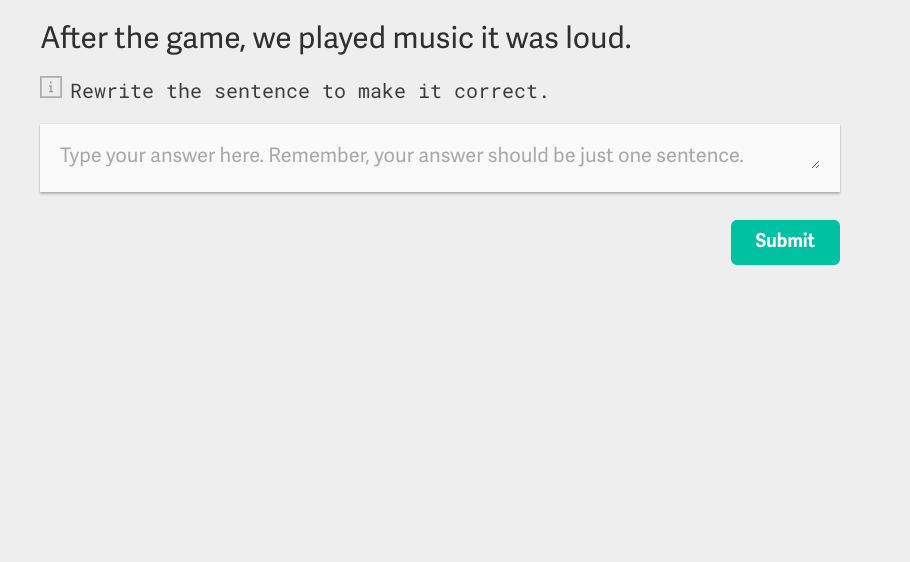 After the game, we played music it was loud.
i Rewrite the sentence to make it correct.
Type your answer here. Remember, your answer should be just one sentence.
Submit